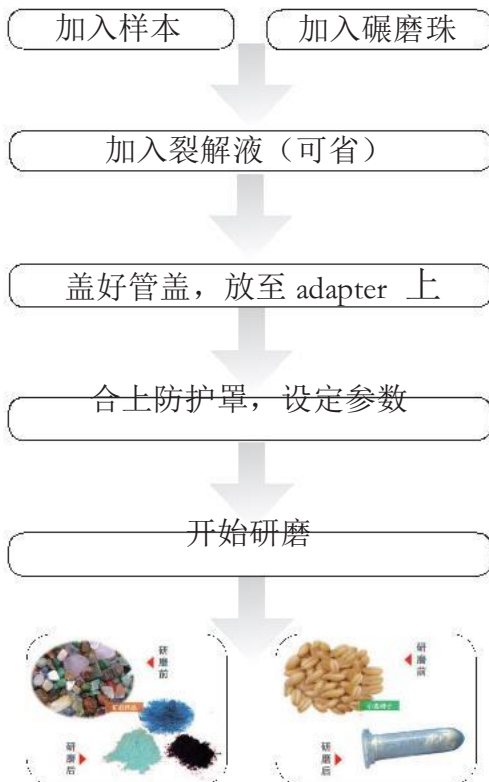 加入样本
加入碾磨珠
加入裂解液（可省）
盖好管盖，放至 adapter 上
合上防护罩，设定参数
开始研磨
研磨前
研磨后
研磨前
研磨后